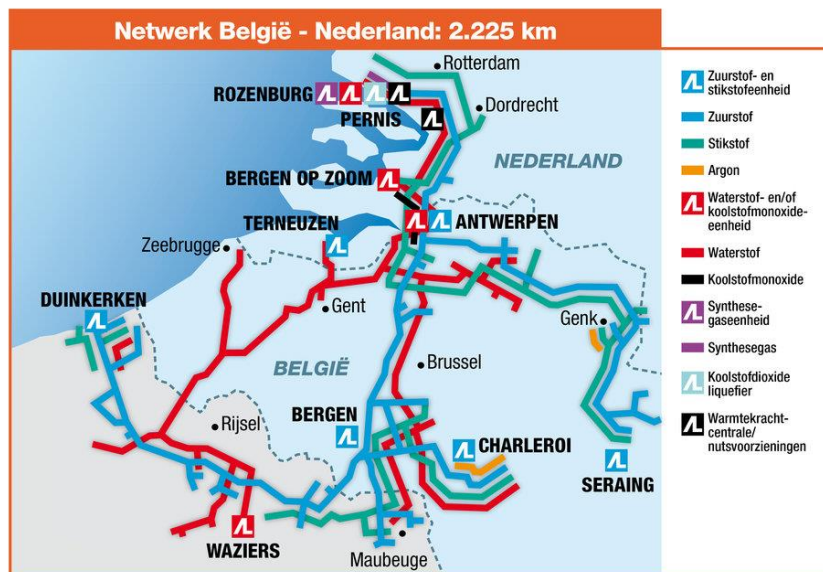 Netwerk België - Nederland: 2.225 km
Rotterdam
ROZENBURG
PERNIS
Dordrecht
NEDERLAND
BERGEN OP ZOOM
TERNEUZEN
ANTWERPEN
Zeebrugge
DUINKERKEN
Gent
Genk
BELGIË
Brussel
Rijsel
BERGEN
CHARLEROI
SERAING
WAZIERS
Maubeuge
Zuurstof- en
stikstofeenheid
Zuurstof
Stikstof
Argon
Waterstof- en/of
koolstofmonoxide-
eenheid
Waterstof
Koolstofmonoxide
Synthese-
gaseenheid
Synthesegas
Koolstofdioxide
liquefier
Warmtekracht-
centrale/
nutsvoorzieningen